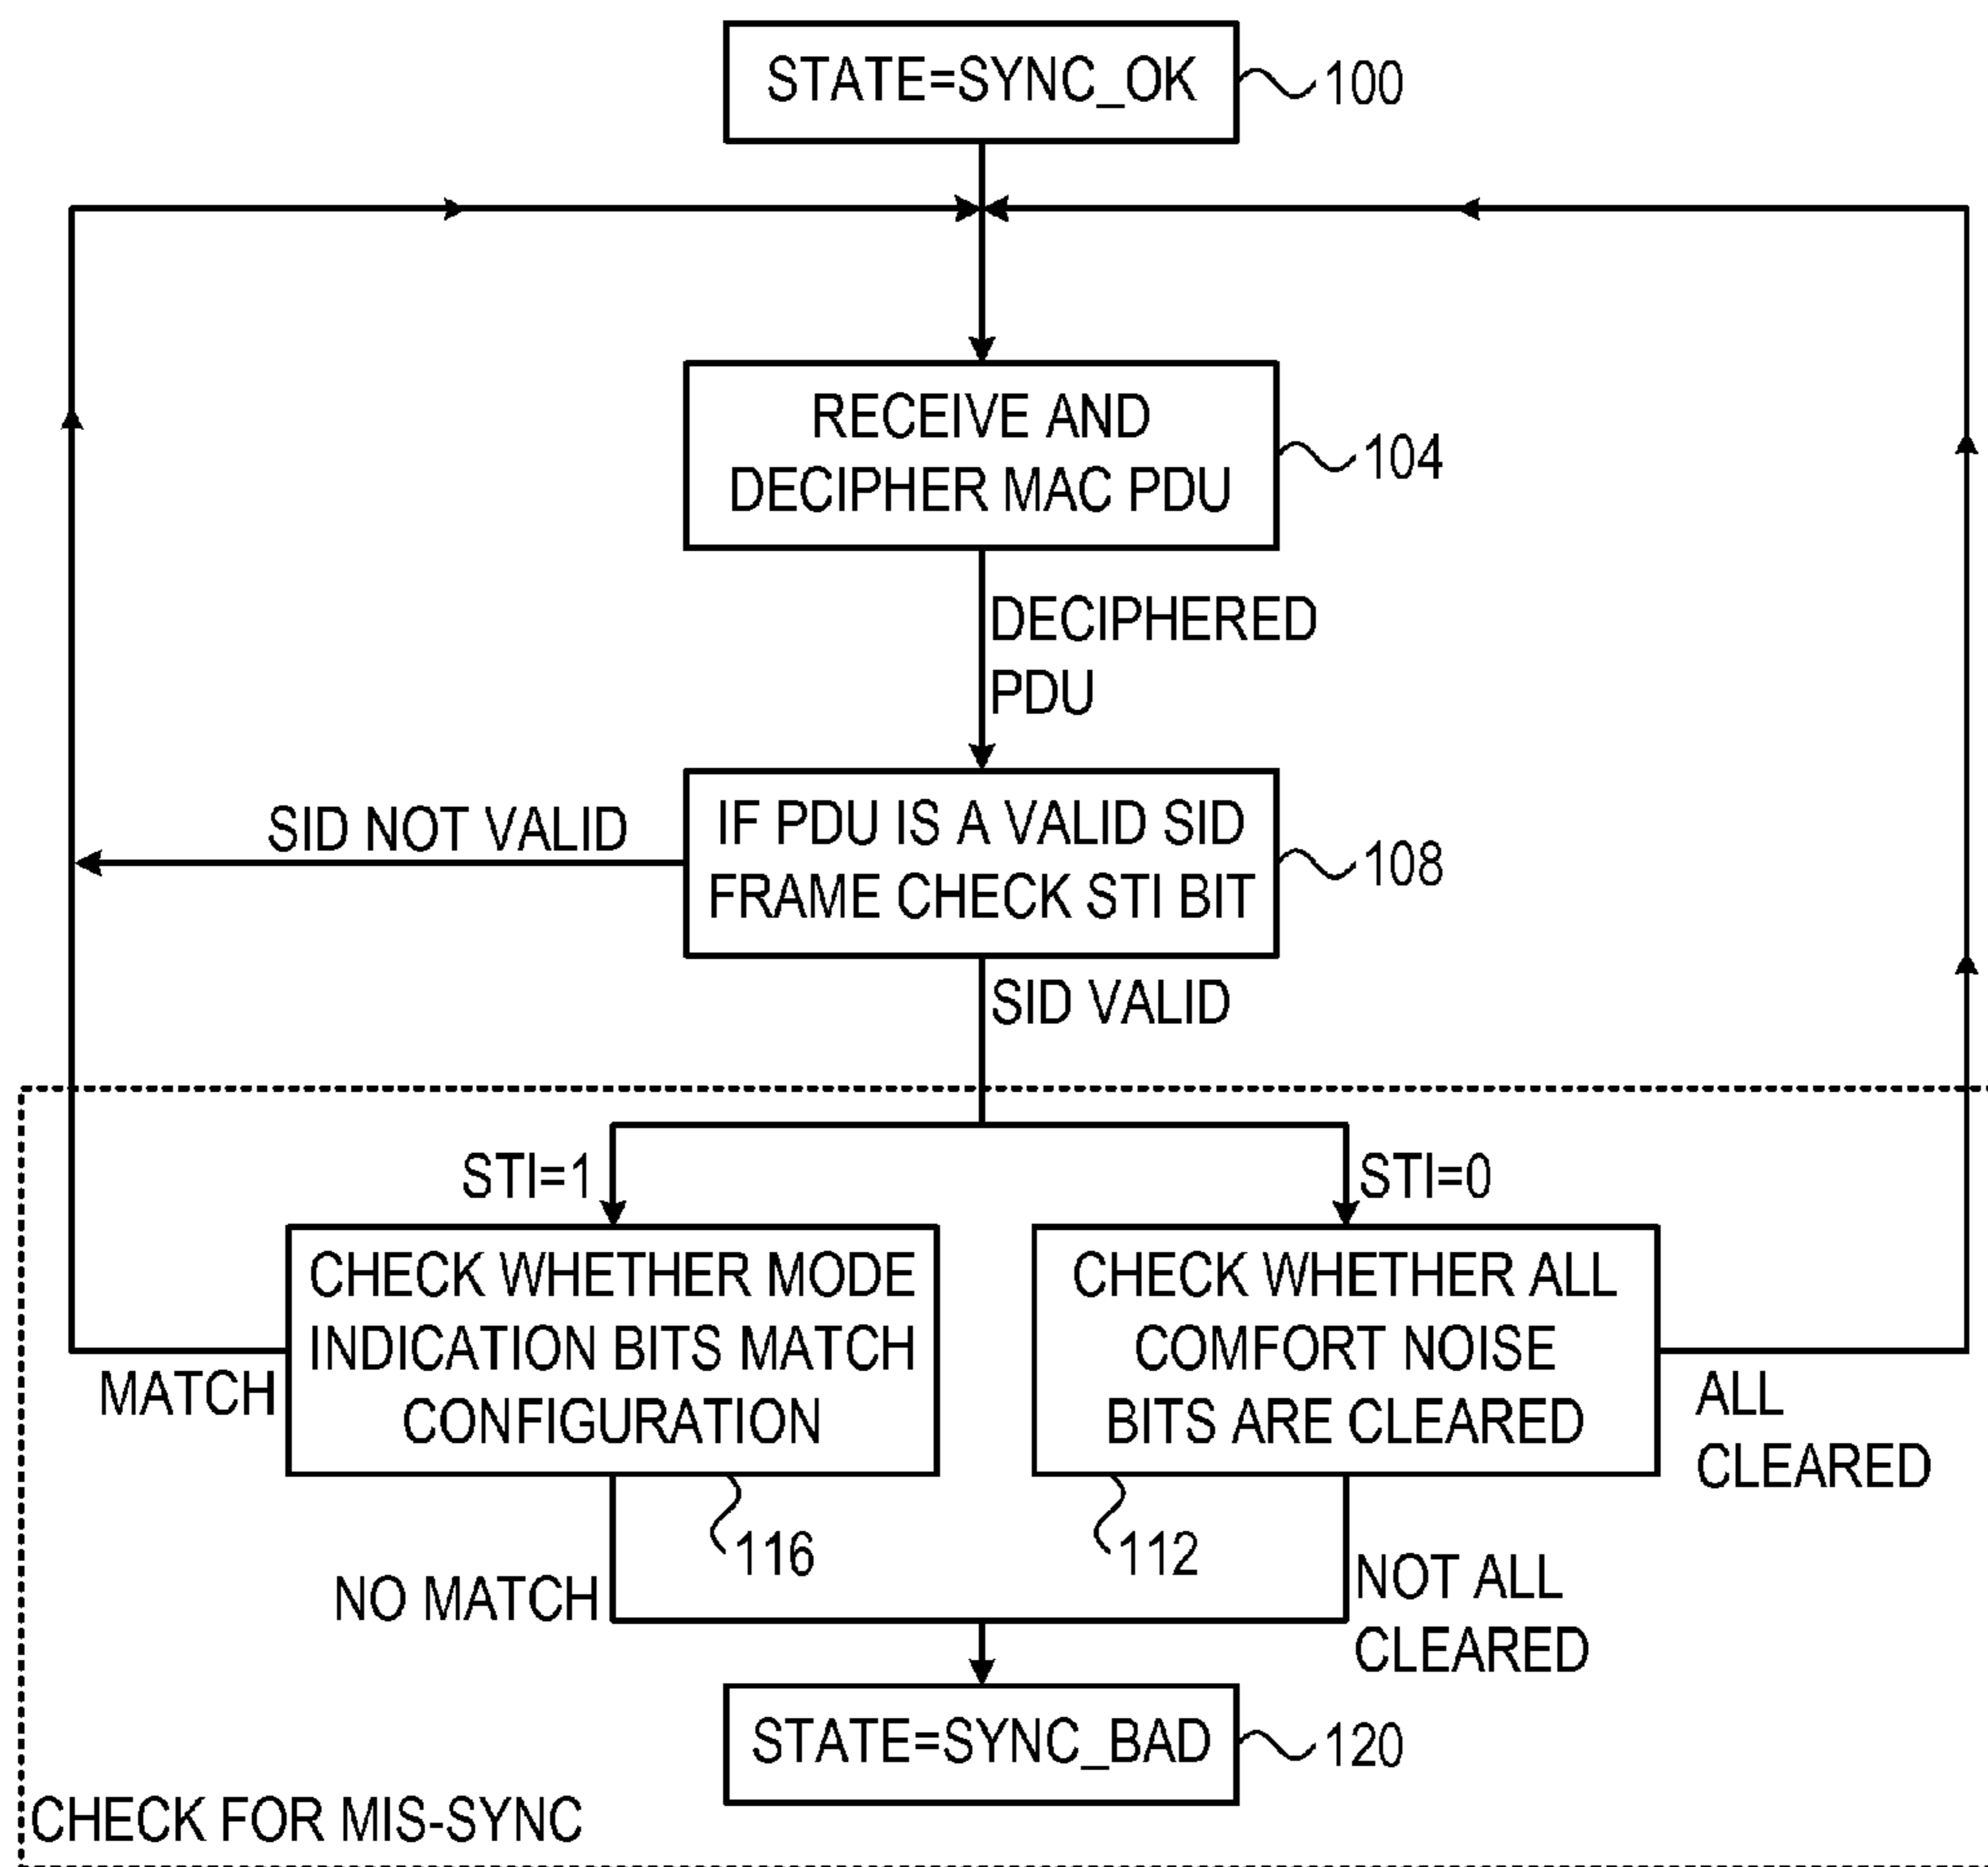 STATE=SYNC_OK
100
RECEIVE AND
DECIPHER MAC PDU
104
DECIPHERED
PDU
SID NOT VALID
IF PDU IS A VALID SID
FRAME CHECK STI BIT
108
SID VALID
STI=1
STI=0
CHECK WHETHER MODE
INDICATION BITS MATCH
CONFIGURATION
CHECK WHETHER ALL
COMFORT NOISE
BITS ARE CLEARED
MATCH
ALL
CLEARED
116
112
NO MATCH
NOT ALL
CLEARED
STATE=SYNC_BAD
120
CHECK FOR MIS-SYNC